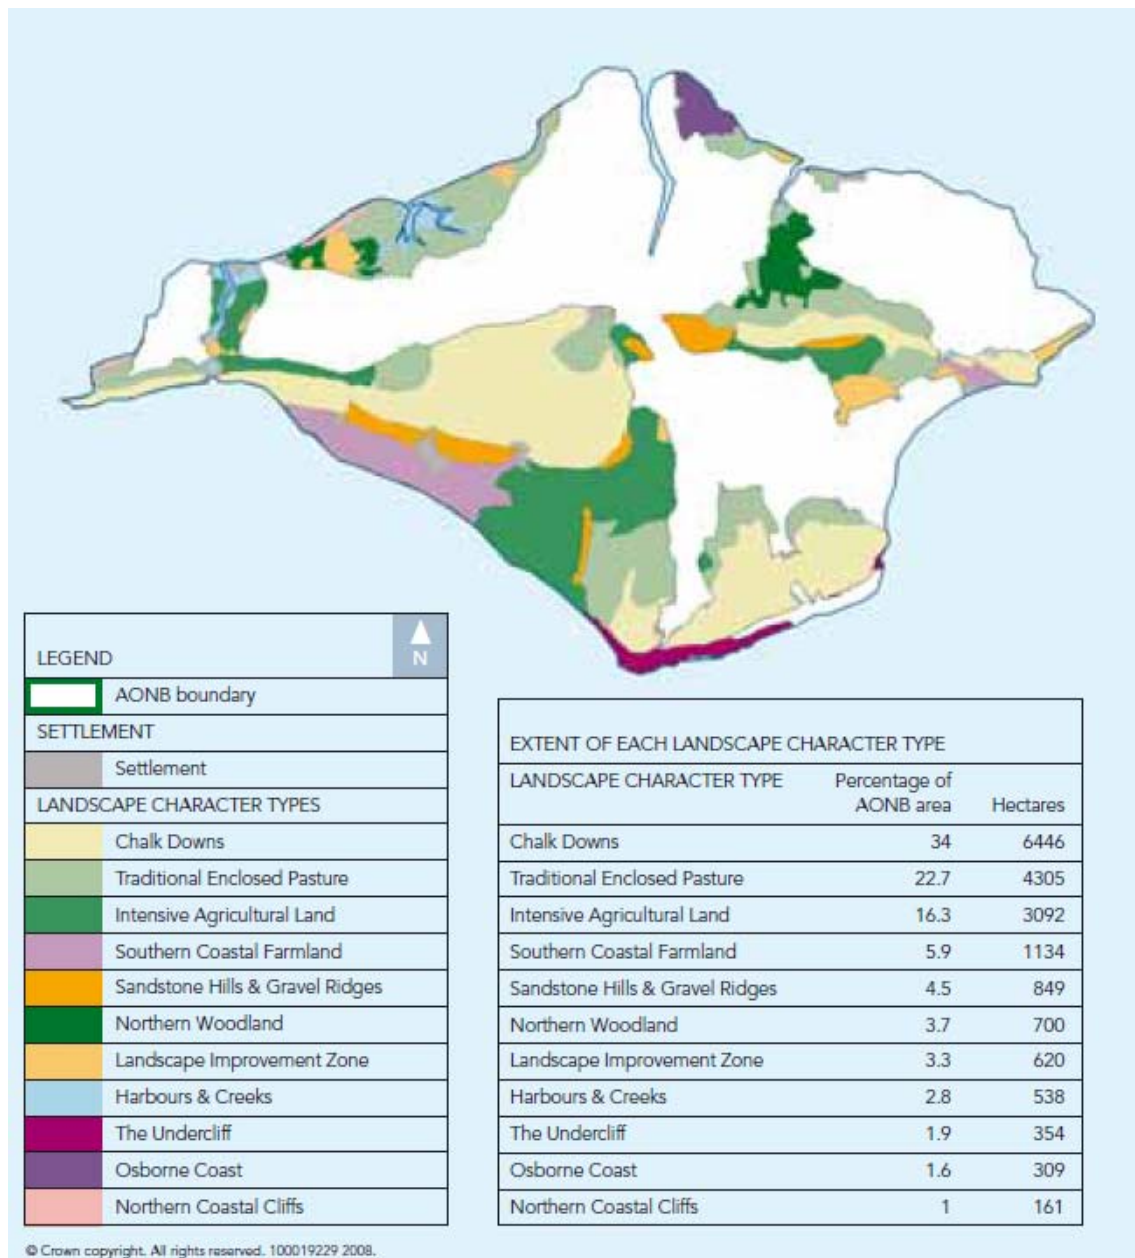 LEGEND
N
AONB boundary
SETTLEMENT
Settlement
LANDSCAPE CHARACTER TYPES
Chalk Downs
Traditional Enclosed Pasture
Intensive Agricultural Land
Southern Coastal Farmland
Sandstone Hills & Gravel Ridges
Northern Woodland
Landscape Improvement Zone
Harbours & Creeks
The Undercliff
Osborne Coast
Northern Coastal Cliffs
EXTENT OF EACH LANDSCAPE CHARACTER TYPE
LANDSCAPE CHARACTER TYPE Percentage of
AONB area Hectares
Chalk Downs 34 6446
Traditional Enclosed Pasture 22.7 4305
Intensive Agricultural Land 16.3 3092
Southern Coastal Farmland 5.9 1134
Sandstone Hills & Gravel Ridges 4.5 849
Northern Woodland 3.7 700
Landscape Improvement Zone 3.3 620
Harbours & Creeks 2.8 538
The Undercliff 1.9 354
Osborne Coast 1.6 309
Northern Coastal Cliffs 1 161
© Crown copyright. All rights reserved. 100019229 2008.